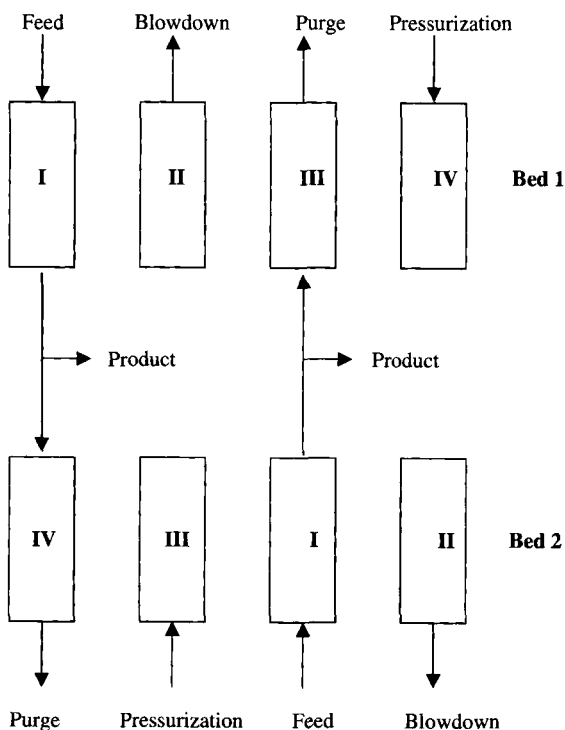 Feed Blowdown Purge Pressurization
I II III IV Bed 1
Product Product
IV III I II Bed 2
Purge Pressurization Feed Blowdown